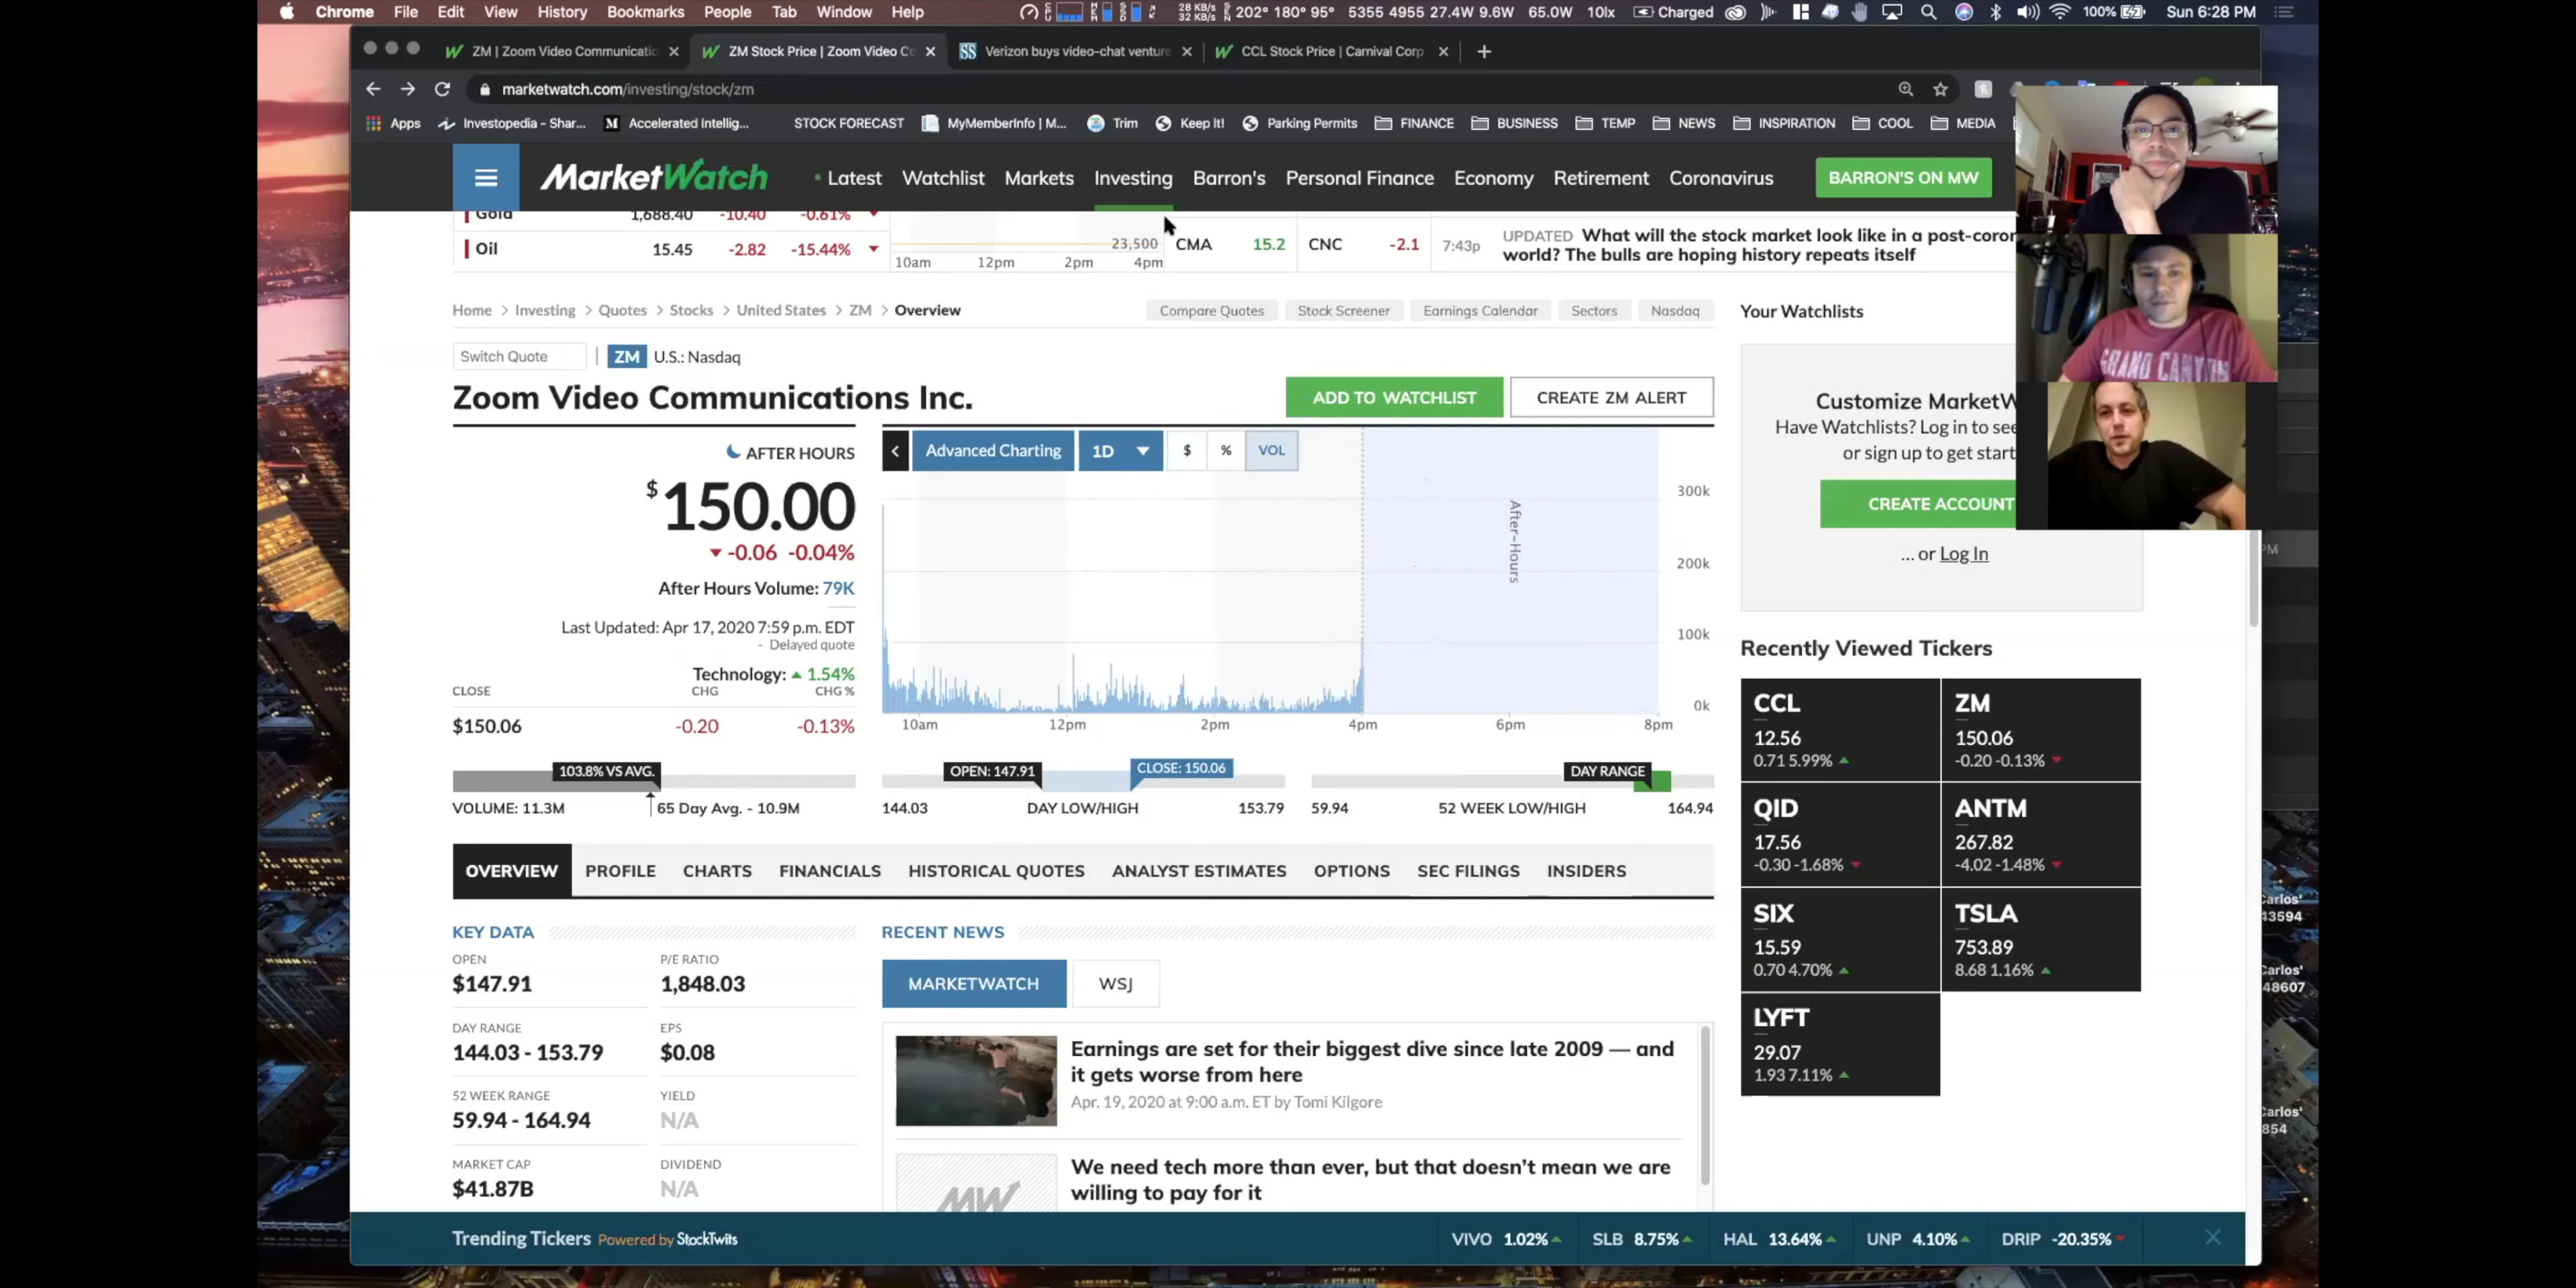 Chrome File Edit View History Bookmarks People Tab Window Help
28 KB/s
32 KB/s
202° 180° 95° 5355 4955 27.4W 9.6W 65.0W 10lx Charged 100% Sun 6:28 PM
ZM | Zoom Video Communicatic
ZM Stock Price | Zoom Video Co
Verizon buys video-chat venture
CCL Stock Price | Carnival Corp
marketwatch.com/investing/stock/zm
Apps Investopedia - Shar... Accelerated Intellig... STOCK FORECAST MyMemberInfo | M... Trim Keep It! Parking Permits FINANCE BUSINESS TEMP NEWS INSPIRATION COOL MEDIA
MarketWatch Latest Watchlist Markets Investing Barron's Personal Finance Economy Retirement Coronavirus BARRON'S ON MW
Gold 1,688.40 -10.40 -0.61%
Oil 15.45 -2.82 -15.44%
23,500
10am 12pm 2pm 4pm
CMA 15.2 CNC -2.1
7:43p UPDATED What will the stock market look like in a post-coron
world? The bulls are hoping history repeats itself
Home > Investing > Quotes > Stocks > United States > ZM > Overview
Compare Quotes Stock Screener Earnings Calendar Sectors Nasdaq
Switch Quote | ZM U.S.: Nasdaq
Zoom Video Communications Inc.
ADD TO WATCHLIST CREATE ZM ALERT
AFTER HOURS
$150.00
-0.06 -0.04%
After Hours Volume: 79K
Last Updated: Apr 17, 2020 7:59 p.m. EDT
- Delayed quote
Technology: 1.54%
CLOSE CHG CHG %
$150.06 -0.20 -0.13%
Advanced Charting 1D $ % VOL
300k
200k
100k
0k
After-Hours
10am 12pm 2pm 4pm 6pm 8pm
103.8% VS AVG.
VOLUME: 11.3M 65 Day Avg. - 10.9M
OPEN: 147.91 CLOSE: 150.06
144.03 DAY LOW/HIGH 153.79
DAY RANGE
59.94 52 WEEK LOW/HIGH 164.94
OVERVIEW PROFILE CHARTS FINANCIALS HISTORICAL QUOTES ANALYST ESTIMATES OPTIONS SEC FILINGS INSIDERS
KEY DATA
OPEN
$147.91
P/E RATIO
1,848.03
DAY RANGE
144.03 - 153.79
EPS
$0.08
52 WEEK RANGE
59.94 - 164.94
YIELD
N/A
MARKET CAP
$41.87B
DIVIDEND
N/A
RECENT NEWS
MARKETWATCH WSJ
Earnings are set for their biggest dive since late 2009 — and
it gets worse from here
Apr. 19, 2020 at 9:00 a.m. ET by Tomi Kilgore
MW
We need tech more than ever, but that doesn't mean we are
willing to pay for it
Your Watchlists
Customize MarketW
Have Watchlists? Log in to see
or sign up to get start
CREATE ACCOUNT
... or Log In
Recently Viewed Tickers
CCL
12.56
0.71 5.99%
ZM
150.06
-0.20 -0.13%
QID
17.56
-0.30 -1.68%
ANTM
267.82
-4.02 -1.48%
SIX
15.59
0.70 4.70%
TSLA
753.89
8.68 1.16%
LYFT
29.07
1.93 7.11%
GRAND CANYON
PM
Carlos'
43594
Carlos'
48607
Carlos'
854
Trending Tickers Powered by StockTwits
VIVO 1.02% SLB 8.75% HAL 13.64% UNP 4.10% DRIP -20.35%